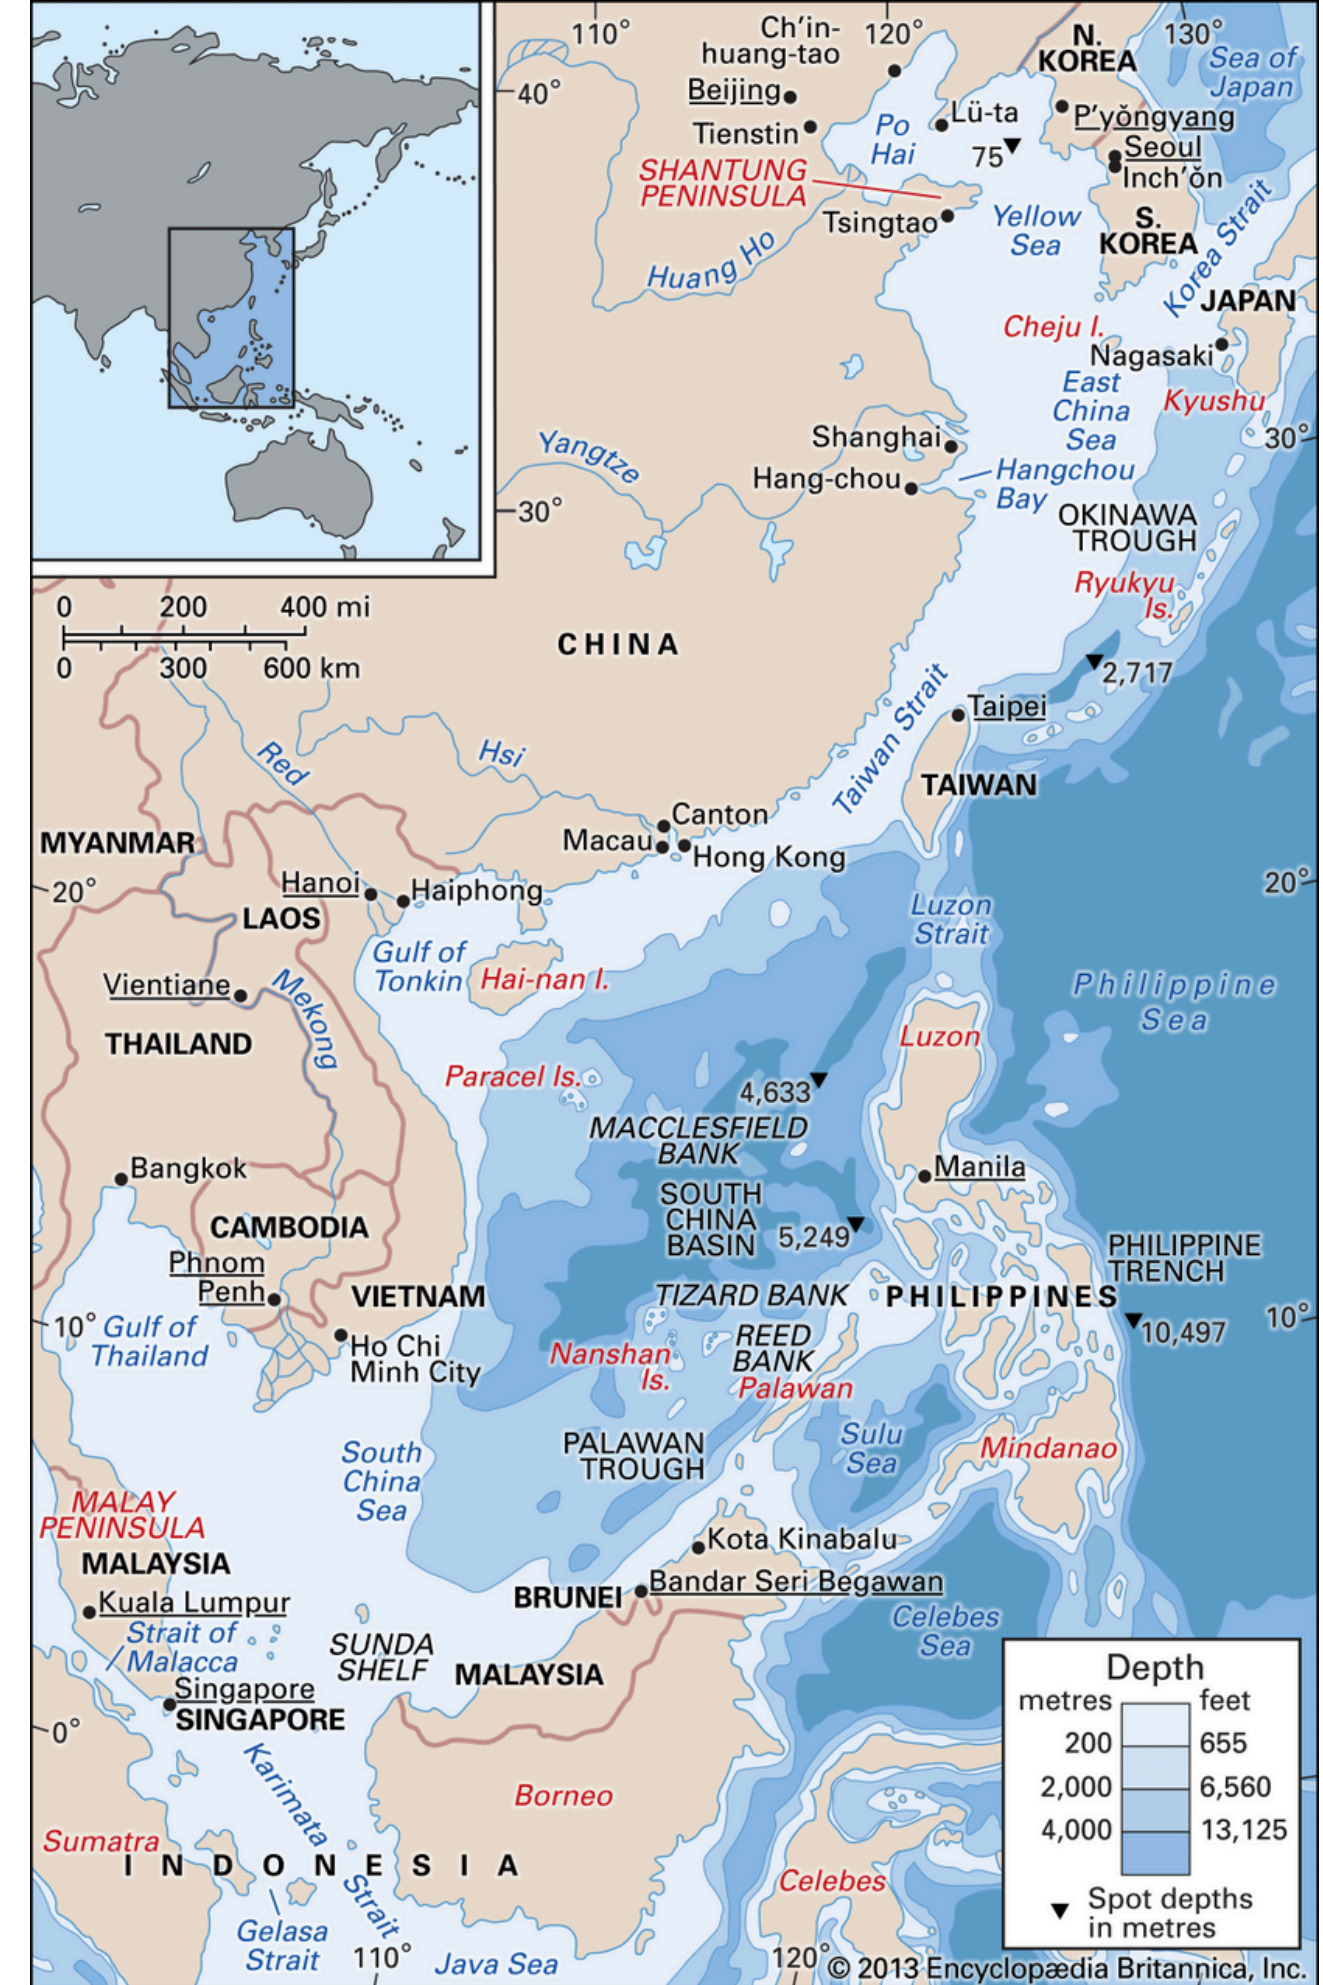 110°
120°
130°
Ch'in-
huang-tao
N.
KOREA
Sea of
Japan
40°
Beijing
Tienstin
Po
Hai
Lü-ta
75
P'yŏngyang
Seoul
Inch'ŏn
SHANTUNG
PENINSULA
Tsingtao
Yellow
Sea
S.
KOREA
Korea Strait
Huang Ho
JAPAN
Cheju I.
Nagasaki
East
China
Sea
Kyushu
30°
Shanghai
Yangtze
Hang-chou
Hangchou
Bay
30°
OKINAWA
TROUGH
Ryukyu
Is.
0 200 400 mi
0 300 600 km
CHINA
2,717
Taiwan Strait
Taipei
TAIWAN
Red
Hsi
Canton
Macau
Hong Kong
MYANMAR
20°
Hanoi
Haiphong
LAOS
20°
Luzon
Strait
Gulf of
Tonkin
Hai-nan I.
Vientiane
Mekong
Philippine
Sea
THAILAND
Luzon
Paracel Is.
4,633
MACCLESFIELD
BANK
Bangkok
Manila
SOUTH
CHINA
BASIN
5,249
CAMBODIA
Phnom
Penh
VIETNAM
PHILIPPINE
TRENCH
TIZARD BANK
PHILIPPINES
10°
10°
10,497
Gulf of
Thailand
Ho Chi
Minh City
Nanshan
Is.
REED
BANK
Palawan
PALAWAN
TROUGH
Sulu
Sea
Mindanao
South
China
Sea
MALAY
PENINSULA
MALAYSIA
Kota Kinabalu
Kuala Lumpur
BRUNEI
Bandar Seri Begawan
Strait of
Malacca
Celebes
Sea
SUNDA
SHELF
MALAYSIA
Singapore
SINGAPORE
0°
Karimata Strait
Borneo
Sumatra
INDONESIA
Celebes
Gelasa
Strait
110°
Java Sea
120°
Depth
metres feet
200 655
2,000 6,560
4,000 13,125
Spot depths
in metres
© 2013 Encyclopædia Britannica, Inc.